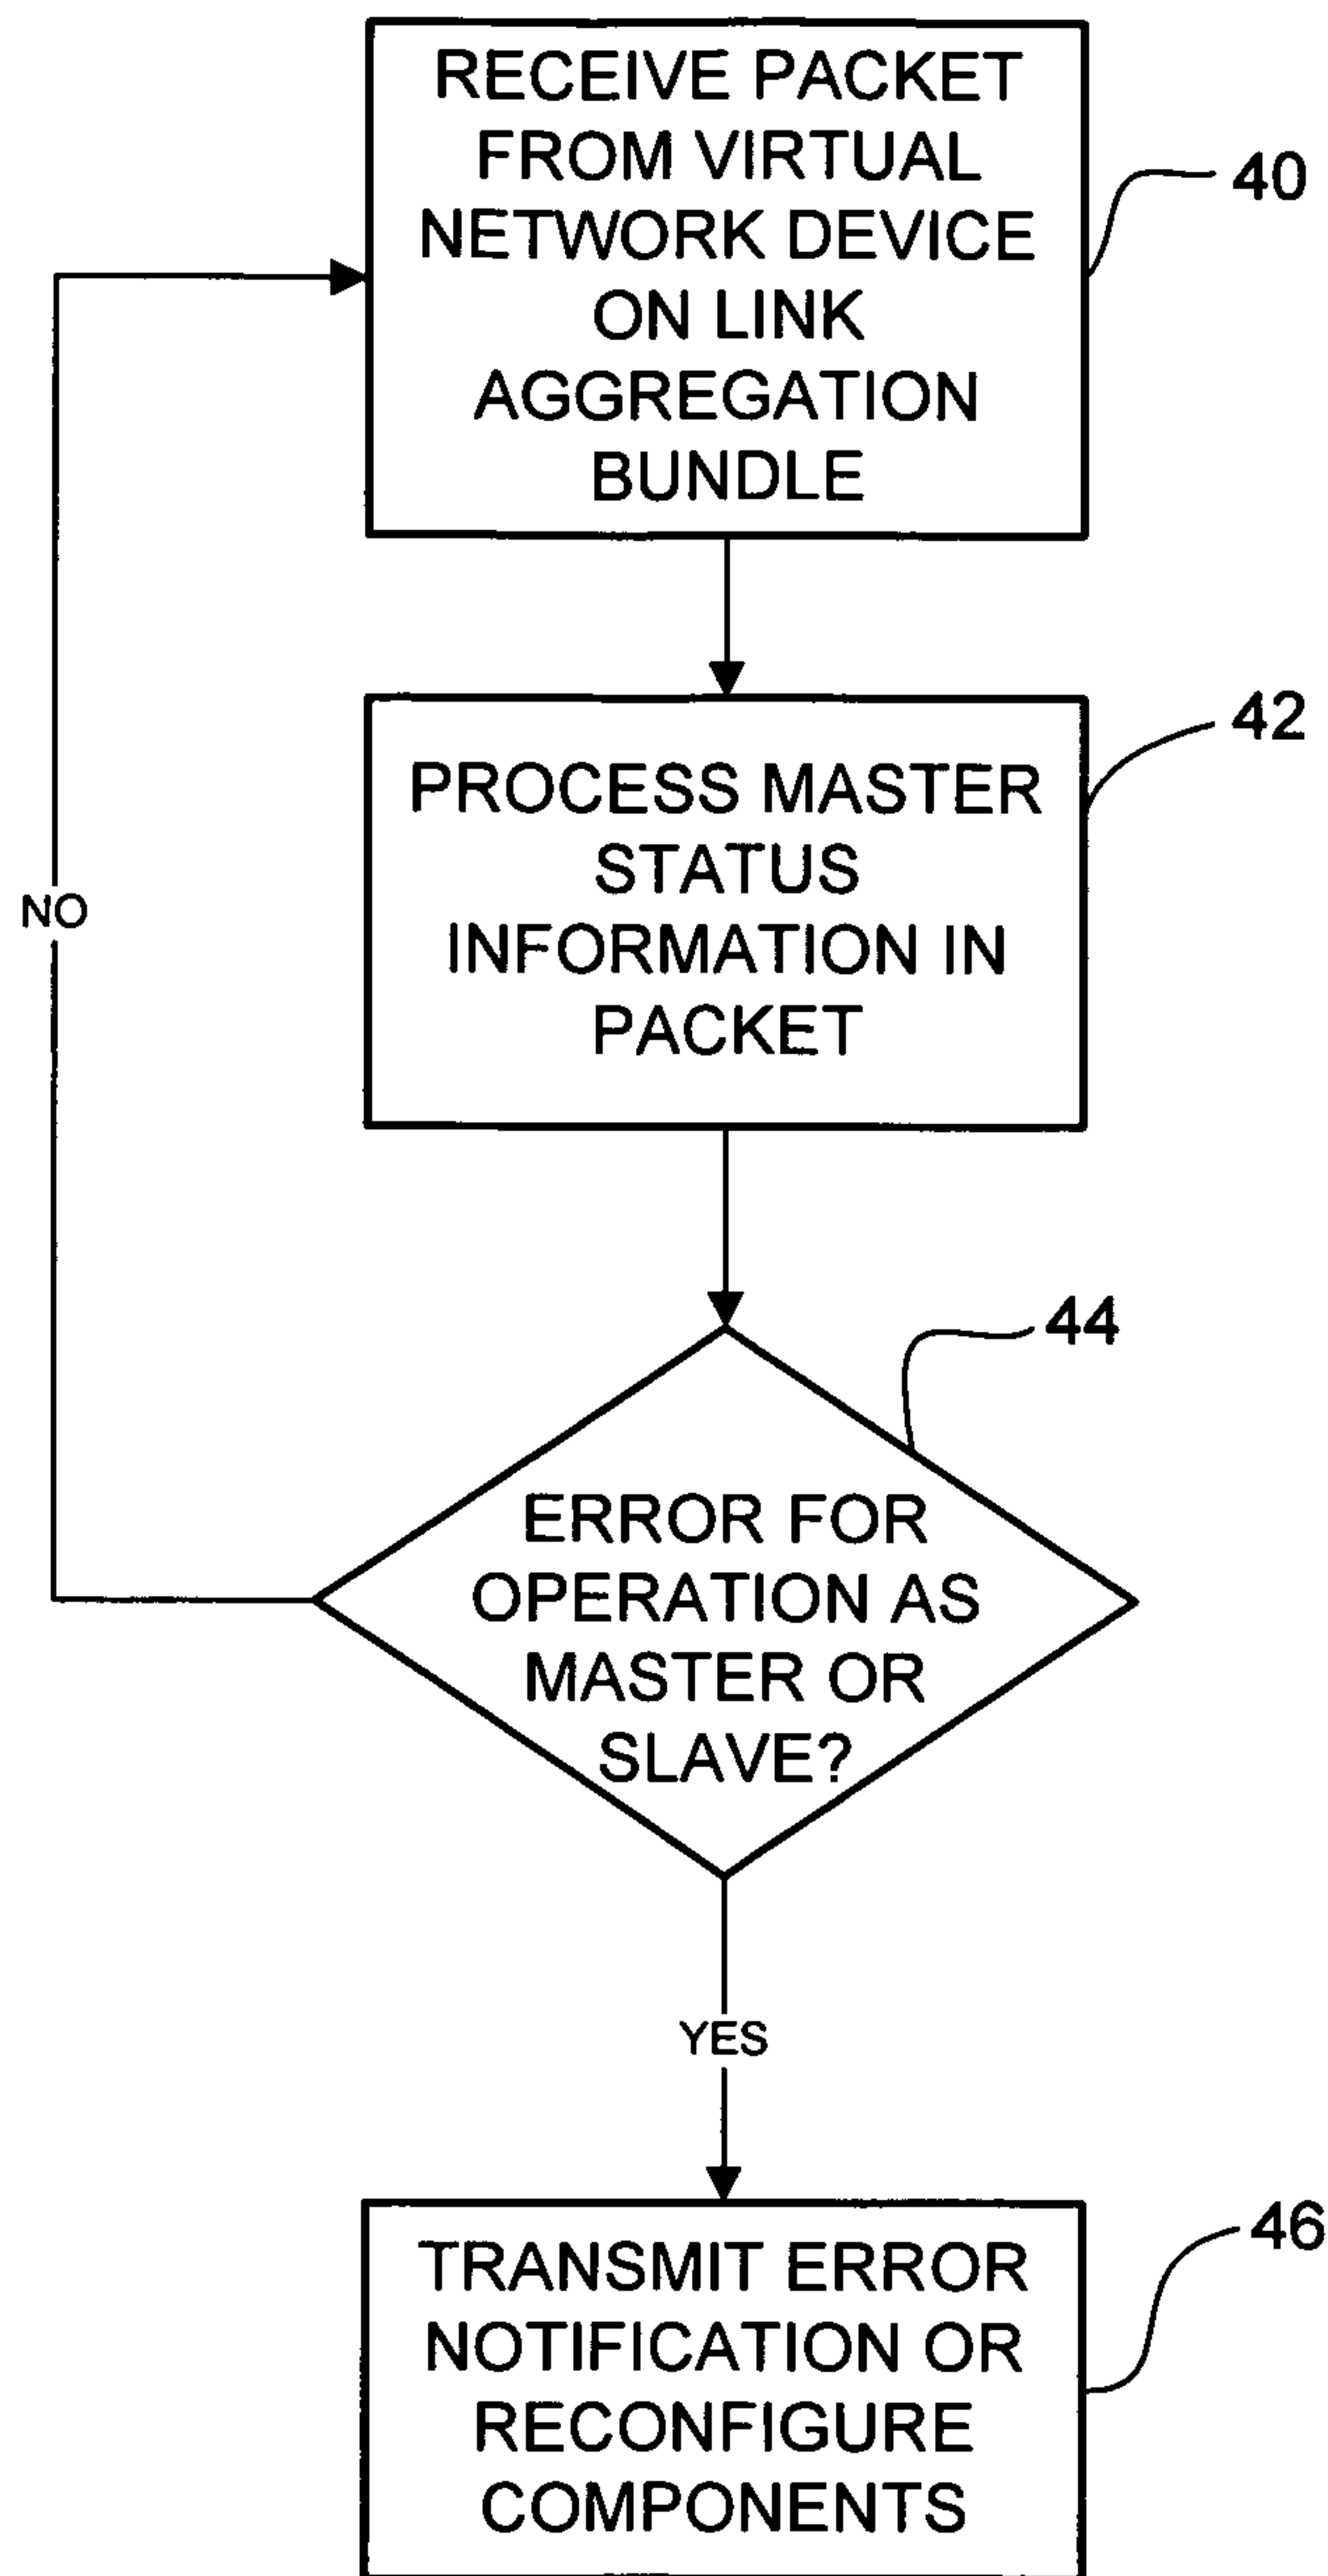 RECEIVE PACKET
FROM VIRTUAL
NETWORK DEVICE
ON LINK
AGGREGATION
BUNDLE
40
PROCESS MASTER
STATUS
INFORMATION IN
PACKET
42
NO
44
ERROR FOR
OPERATION AS
MASTER OR
SLAVE?
YES
TRANSMIT ERROR
NOTIFICATION OR
RECONFIGURE
COMPONENTS
46